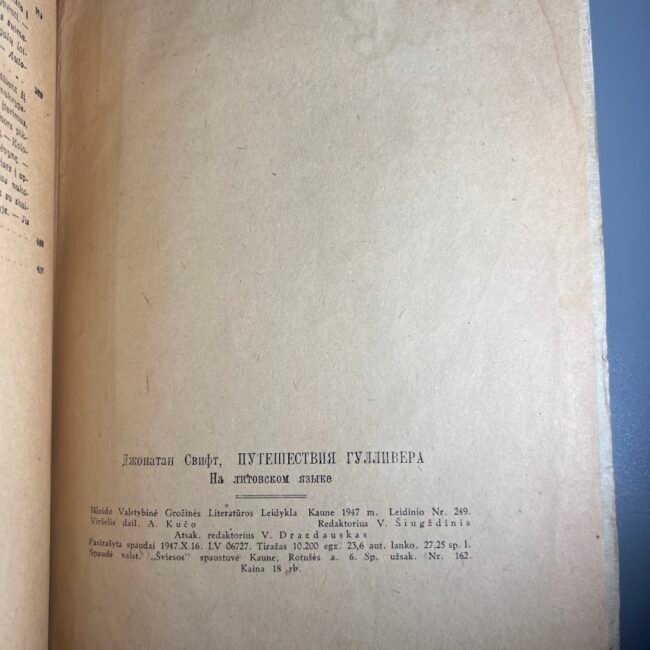 Джонатан Свифт, ПУТЕШЕСТВИЯ ГУЛЛИВЕРА
На литовском языке
Išleido Valstybinė Grožinės Literatūros Leidykla Kaune 1947 m. Leidinio Nr. 249.
Viršelis dail. A. Kučo Redaktorius V. Šiugždinis
Atsak. redaktorius V. Drazdauskas
Pasirašyta spaudai 1947.X.16. LV 06727. Tiražas 10.200 egz. 23,6 aut. lanko, 27,25 sp. l.
Spaudė valst. „Šviesos" spaustuvė Kaune, Rotušės a. 6. Sp. užsak. Nr. 162.
Kaina 18 rb.